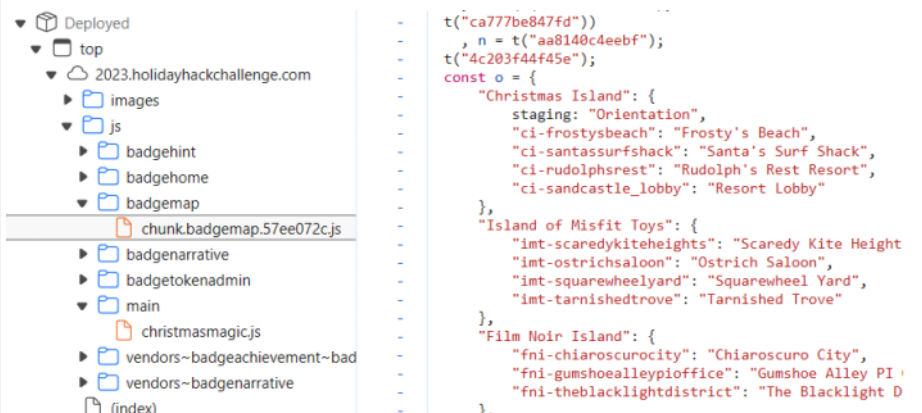 Deployed
top
2023.holidayhackchallenge.com
images
js
badgehint
badgehome
badgemap
chunk.badgemap.57ee072c.js
badgenarrative
badgetokenadmin
main
christmasmagic.js
vendors~badgeachievement~bad
vendors~badgenarrative
(index)
t("ca777be847fd"))
, n = t("aa8140c4eebf");
t("4c203f44f45e");
const o = {
"Christmas Island": {
staging: "Orientation",
"ci-frostysbeach": "Frosty's Beach",
"ci-santassurfshack": "Santa's Surf Shack",
"ci-rudolphsrest": "Rudolph's Rest Resort",
"ci-sandcastle_lobby": "Resort Lobby"
},
"Island of Misfit Toys": {
"imt-scaredykiteheights": "Scaredy Kite Height
"imt-ostrichsaloon": "Ostrich Saloon",
"imt-squarewheelyard": "Squarewheel Yard",
"imt-tarnishedtrove": "Tarnished Trove"
},
"Film Noir Island": {
"fni-chiaroscurocity": "Chiaroscuro City",
"fni-gumshoealleypioffice": "Gumshoe Alley PI
"fni-theblacklightdistrict": "The Blacklight D
},